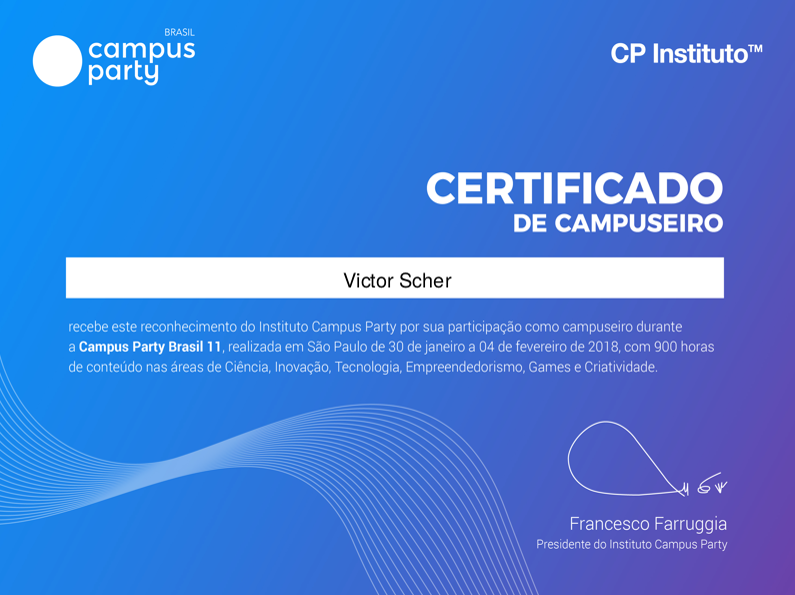 BRASIL
campus
party
CP Instituto™
CERTIFICADO
DE CAMPUSEIRO
Victor Scher
recebe este reconhecimento do Instituto Campus Party por sua participação como campuseiro durante
a Campus Party Brasil 11, realizada em São Paulo de 30 de janeiro a 04 de fevereiro de 2018, com 900 horas
de conteúdo nas áreas de Ciência, Inovação, Tecnologia, Empreendedorismo, Games e Criatividade.
Francesco Farruggia
Presidente do Instituto Campus Party